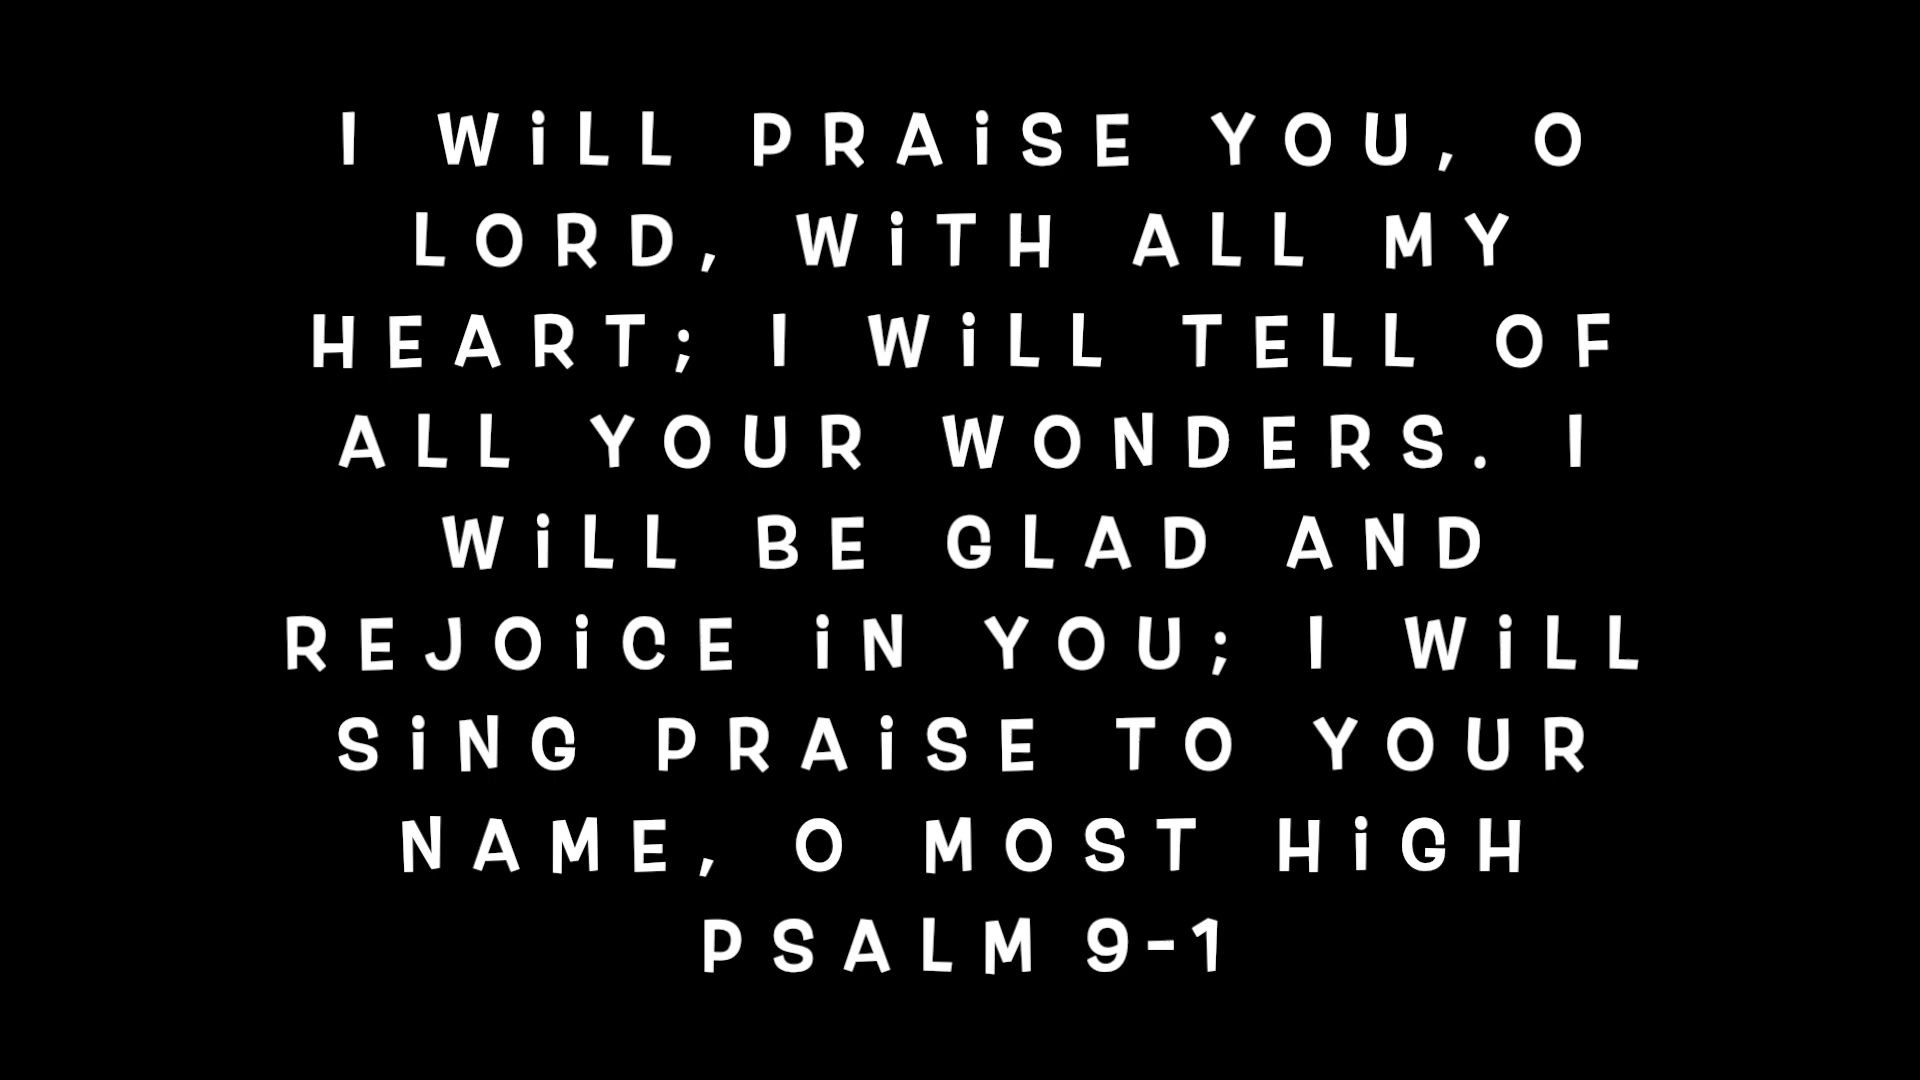 I WiLL PRAiSE YOU, O
LORD, WiTH ALL MY
HEART; I WiLL TELL OF
ALL YOUR WONDERS. I
WiLL BE GLAD AND
REJOiCE iN YOU; I WiLL
SiNG PRAiSE TO YOUR
NAME, O MOST HiGH
PSALM 9-1